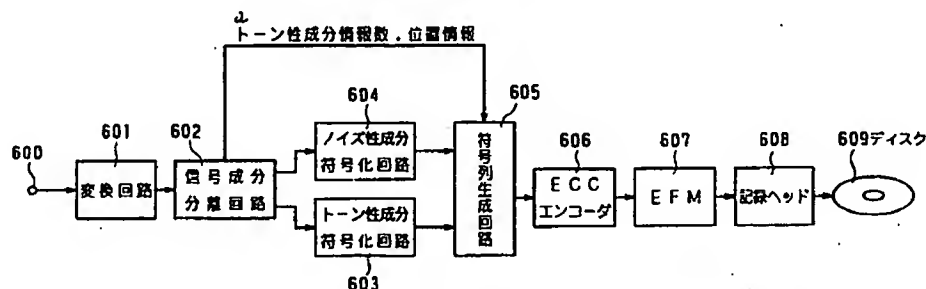 a
トーン性成分情報数，位置情報
604
605
ノイズ性成分
符号化回路
600
601
変換回路
602
信号成分
分離回路
トーン性成分
符号化回路
603
符号列生成回路
606
ECC
エンコーダ
607
EFM
608
記録ヘッド
609ディスク